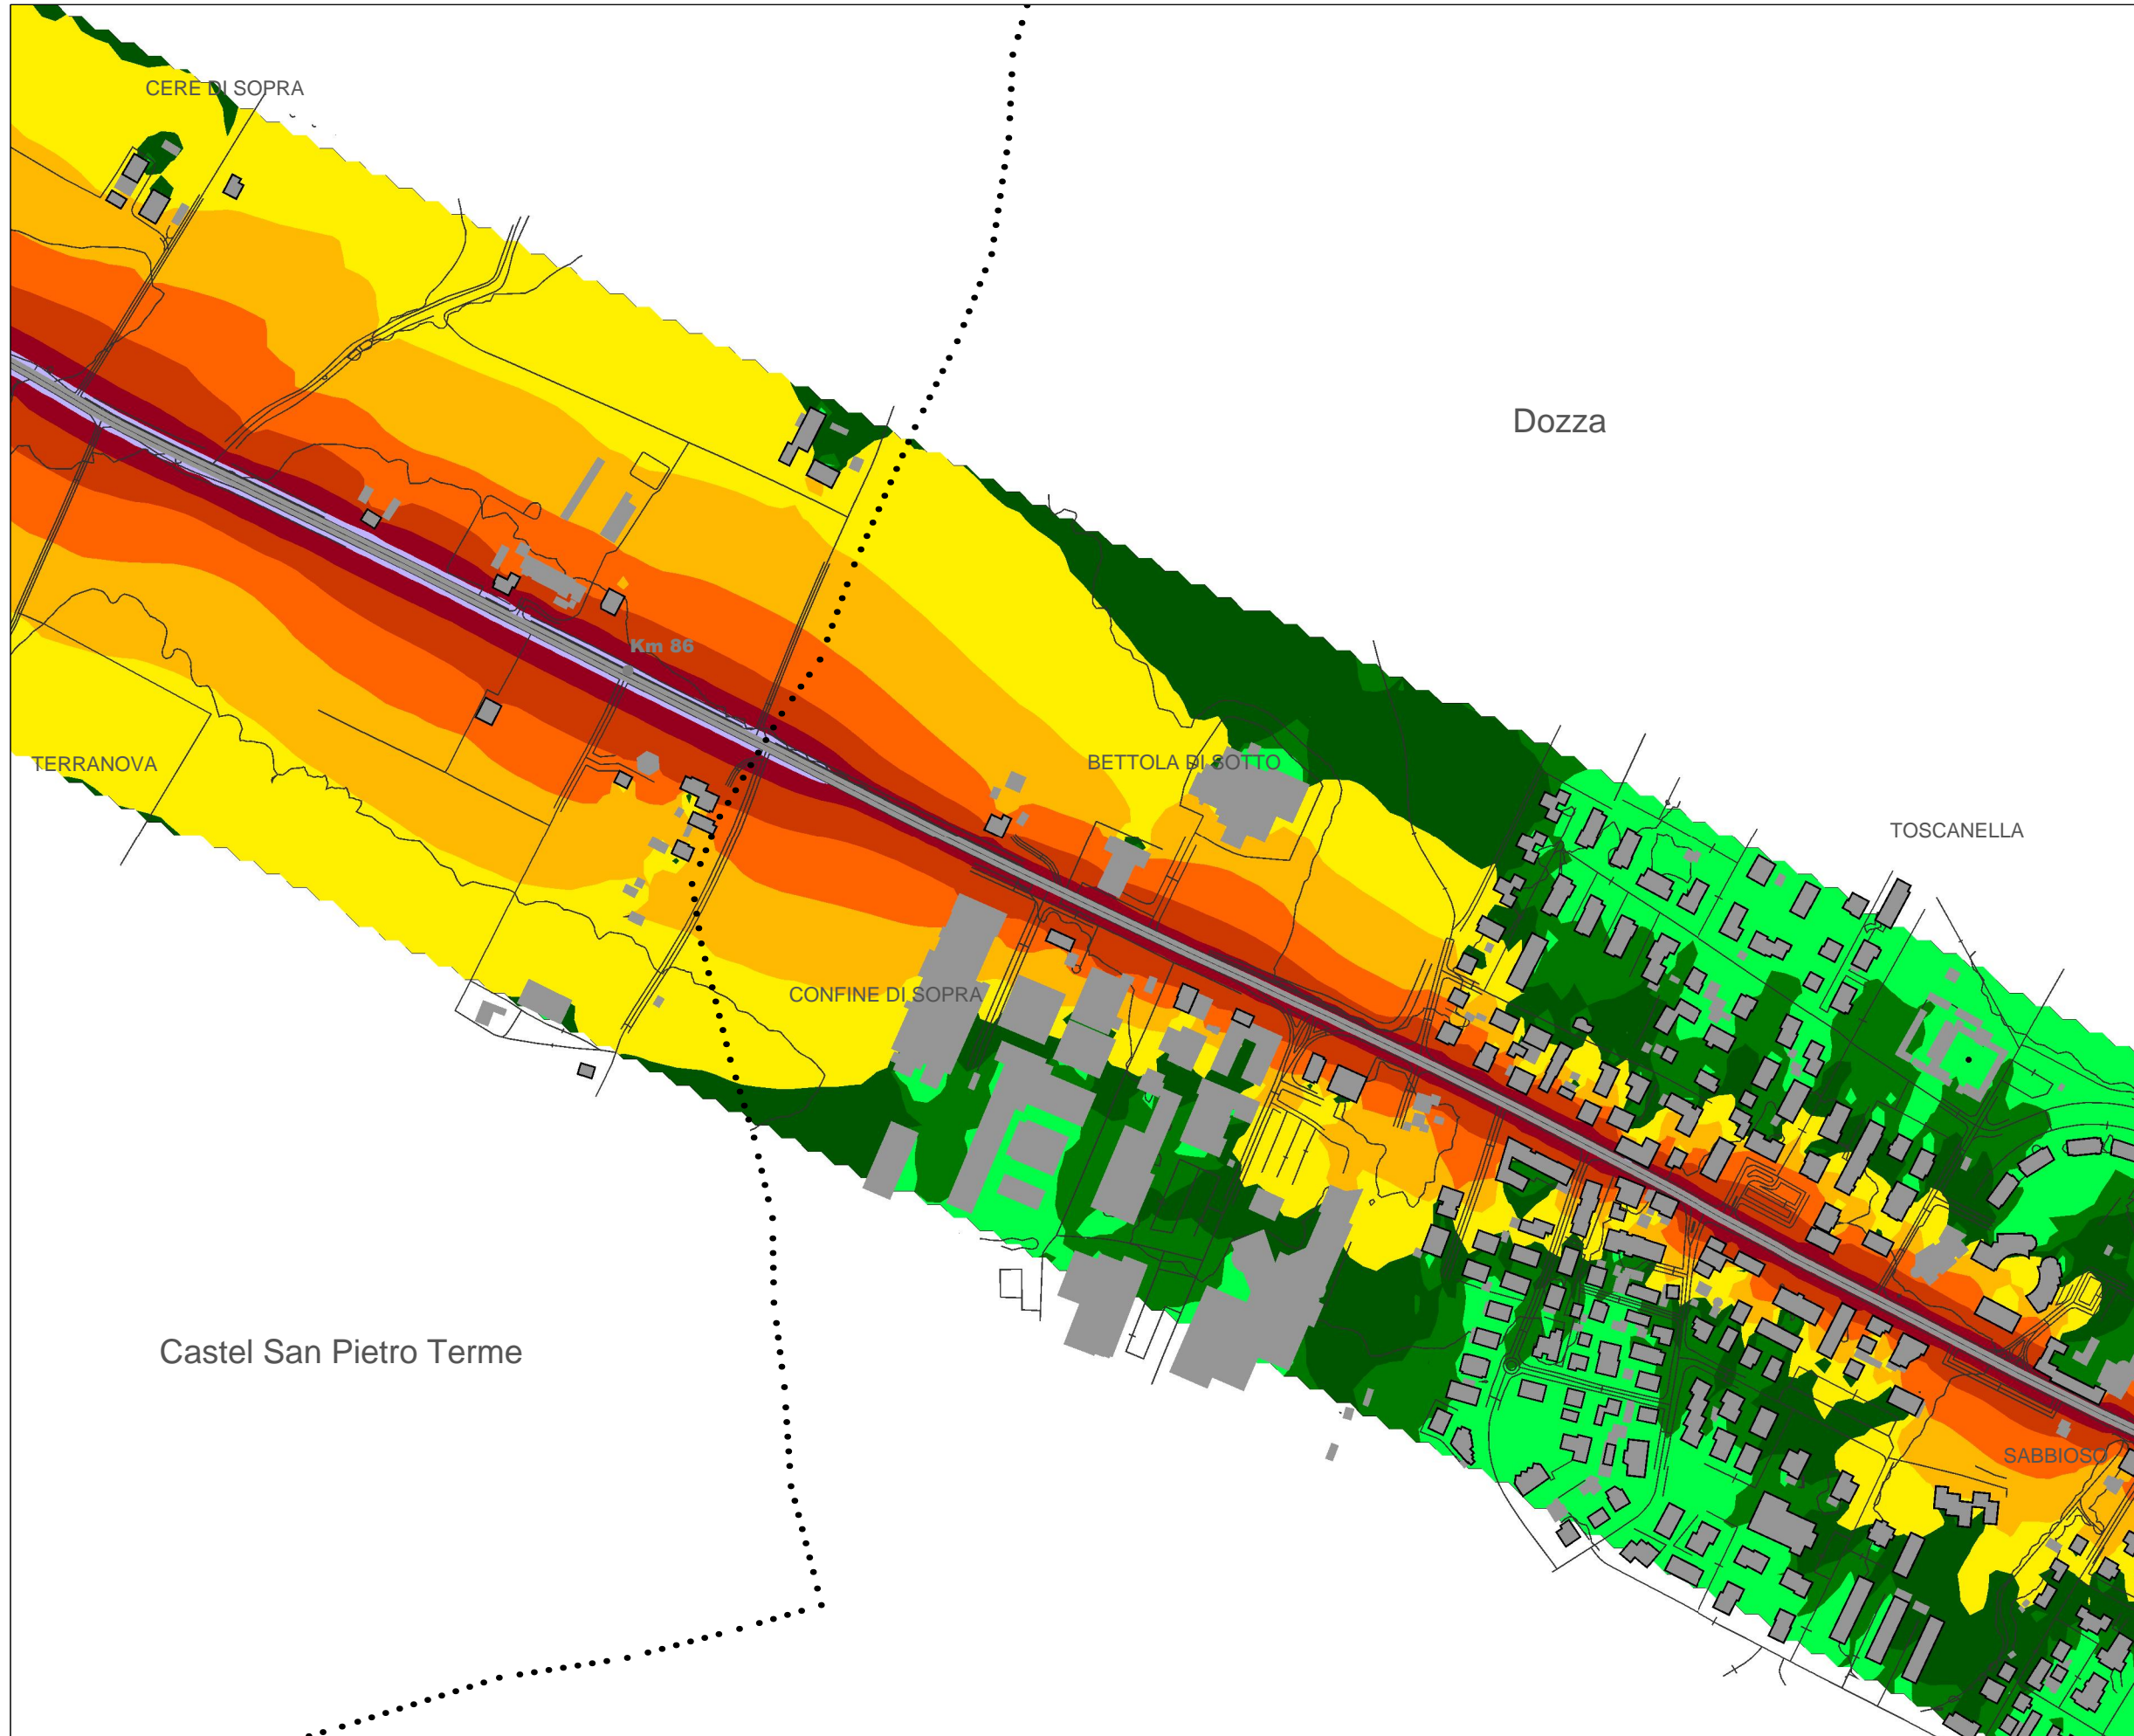 CERE DI SOPRA
Dozza
Km 86
TERRANOVA
BETTOLA DI SOTTO
TOSCANELLA
CONFINE DI SOPRA
Castel San Pietro Terme
SABBIOSO